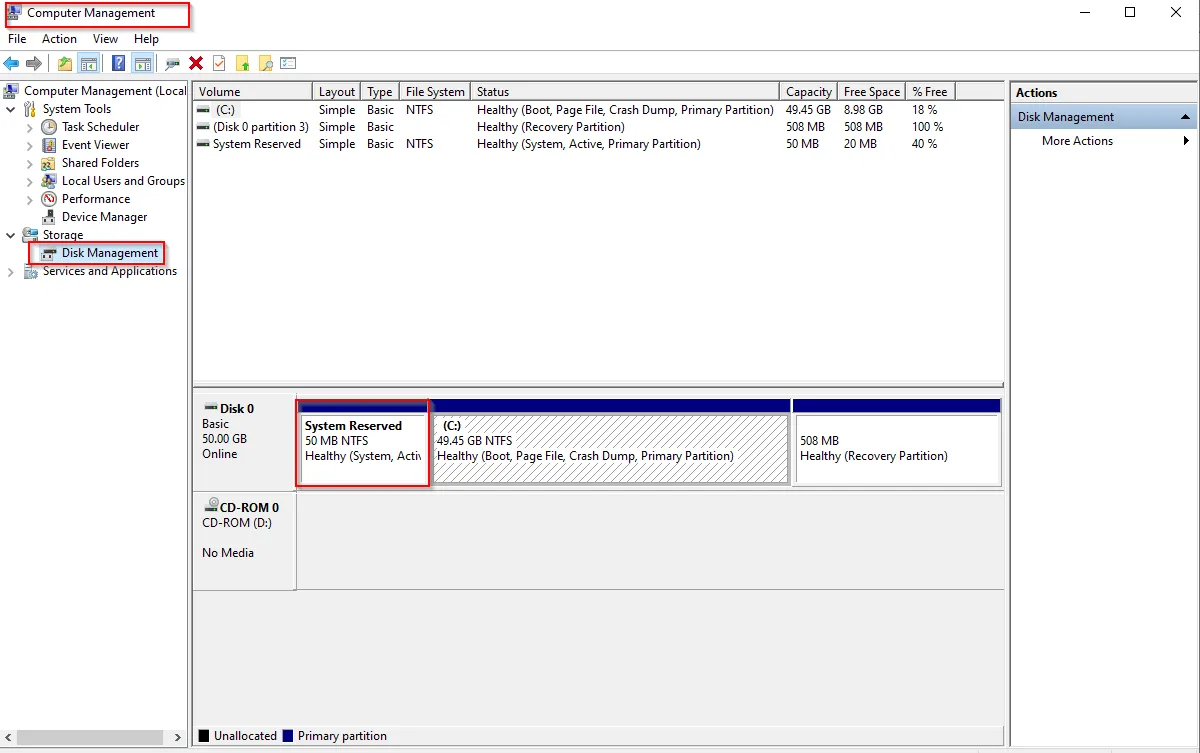 Computer Management
File Action View Help
Computer Management (Local
System Tools
Task Scheduler
Event Viewer
Shared Folders
Local Users and Groups
Performance
Device Manager
Storage
Disk Management
Services and Applications
Volume Layout Type File System Status Capacity Free Space % Free
(C:) Simple Basic NTFS Healthy (Boot, Page File, Crash Dump, Primary Partition) 49.45 GB 8.98 GB 18 %
(Disk 0 partition 3) Simple Basic Healthy (Recovery Partition) 508 MB 508 MB 100 %
System Reserved Simple Basic NTFS Healthy (System, Active, Primary Partition) 50 MB 20 MB 40 %
Disk 0
Basic
50.00 GB
Online
System Reserved
50 MB NTFS
Healthy (System, Activ
(C:)
49.45 GB NTFS
Healthy (Boot, Page File, Crash Dump, Primary Partition)
508 MB
Healthy (Recovery Partition)
CD-ROM 0
CD-ROM (D:)
No Media
Unallocated Primary partition
Actions
Disk Management
More Actions